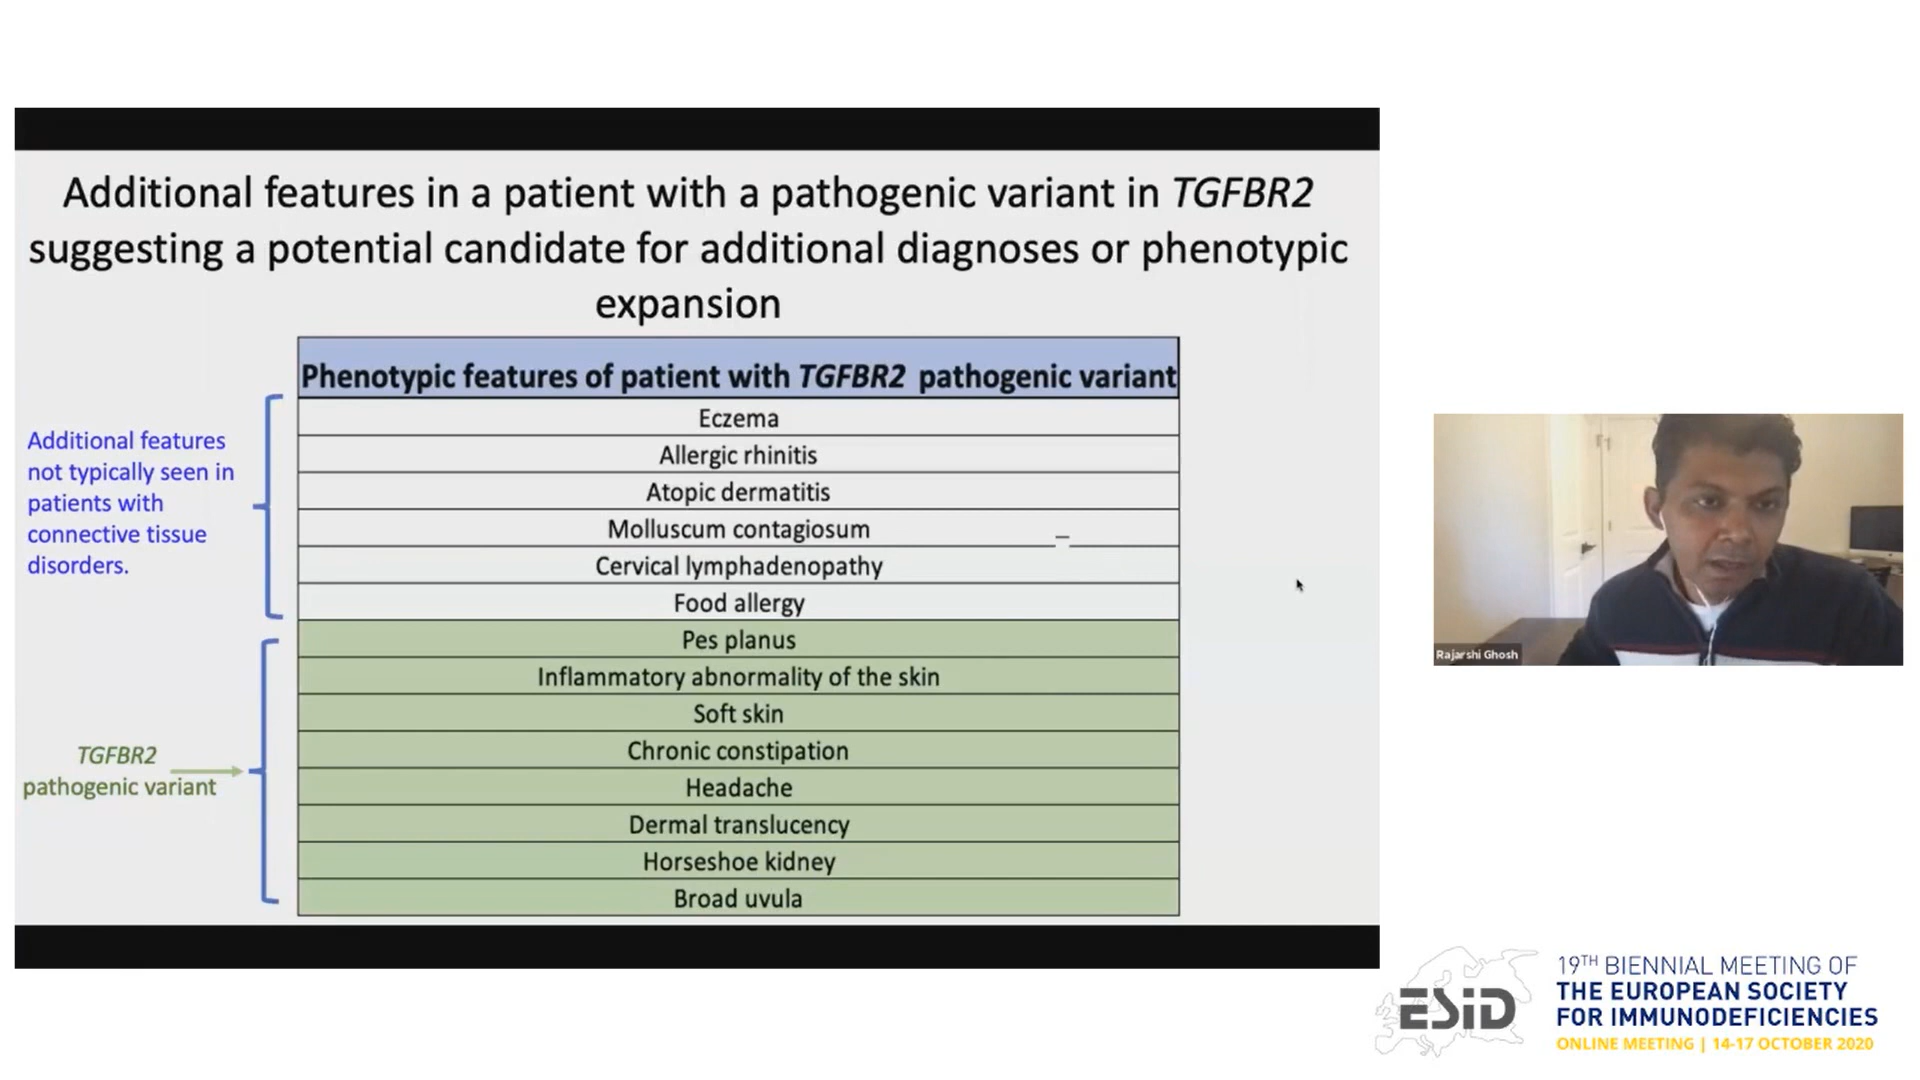 Additional features in a patient with a pathogenic variant in TGFBR2
suggesting a potential candidate for additional diagnoses or phenotypic
expansion
Phenotypic features of patient with TGFBR2 pathogenic variant
Additional features
not typically seen in
patients with
connective tissue
disorders.
Eczema
Allergic rhinitis
Atopic dermatitis
Molluscum contagiosum
Cervical lymphadenopathy
Food allergy
TGFBR2
pathogenic variant
Pes planus
Inflammatory abnormality of the skin
Soft skin
Chronic constipation
Headache
Dermal translucency
Horseshoe kidney
Broad uvula
Rajarshi Ghosh
ESiD
19TH BIENNIAL MEETING OF
THE EUROPEAN SOCIETY
FOR IMMUNODEFICIENCIES
ONLINE MEETING | 14-17 OCTOBER 2020